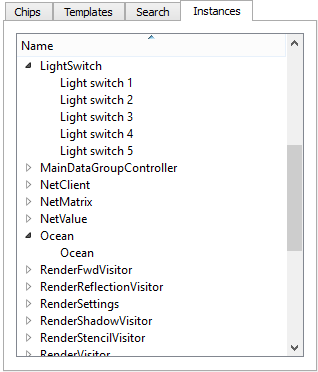 Chips Templates Search Instances
Name
LightSwitch
Light switch 1
Light switch 2
Light switch 3
Light switch 4
Light switch 5
MainDataGroupController
NetClient
NetMatrix
NetValue
Ocean
Ocean
RenderFwdVisitor
RenderReflectionVisitor
RenderSettings
RenderShadowVisitor
RenderStencilVisitor
RenderVisitor